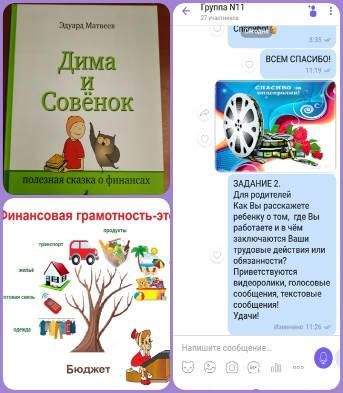 Эдуард Матвеев
Дима
и
Совёнок
полезная сказка о финансах
Финансовая грамотность-эт
продукты
транспорт
жильё
сотовая связь
одежда
Бюджет
Группа N11
27 участников
Спасибо!
8:35
ВСЕМ СПАСИБО!
11:19
СПАСИБО за
видеоролики!
ЗАДАНИЕ 2.
Для родителей
Как Вы расскажете
ребенку о том, где Вы
работаете и в чём
заключаются Ваши
трудовые действия или
обязанности?
Приветствуются
видеоролики, голосовые
сообщения, текстовые
сообщения!
Удачи!
Изменено 11:26
Напишите сообщение...
GIF